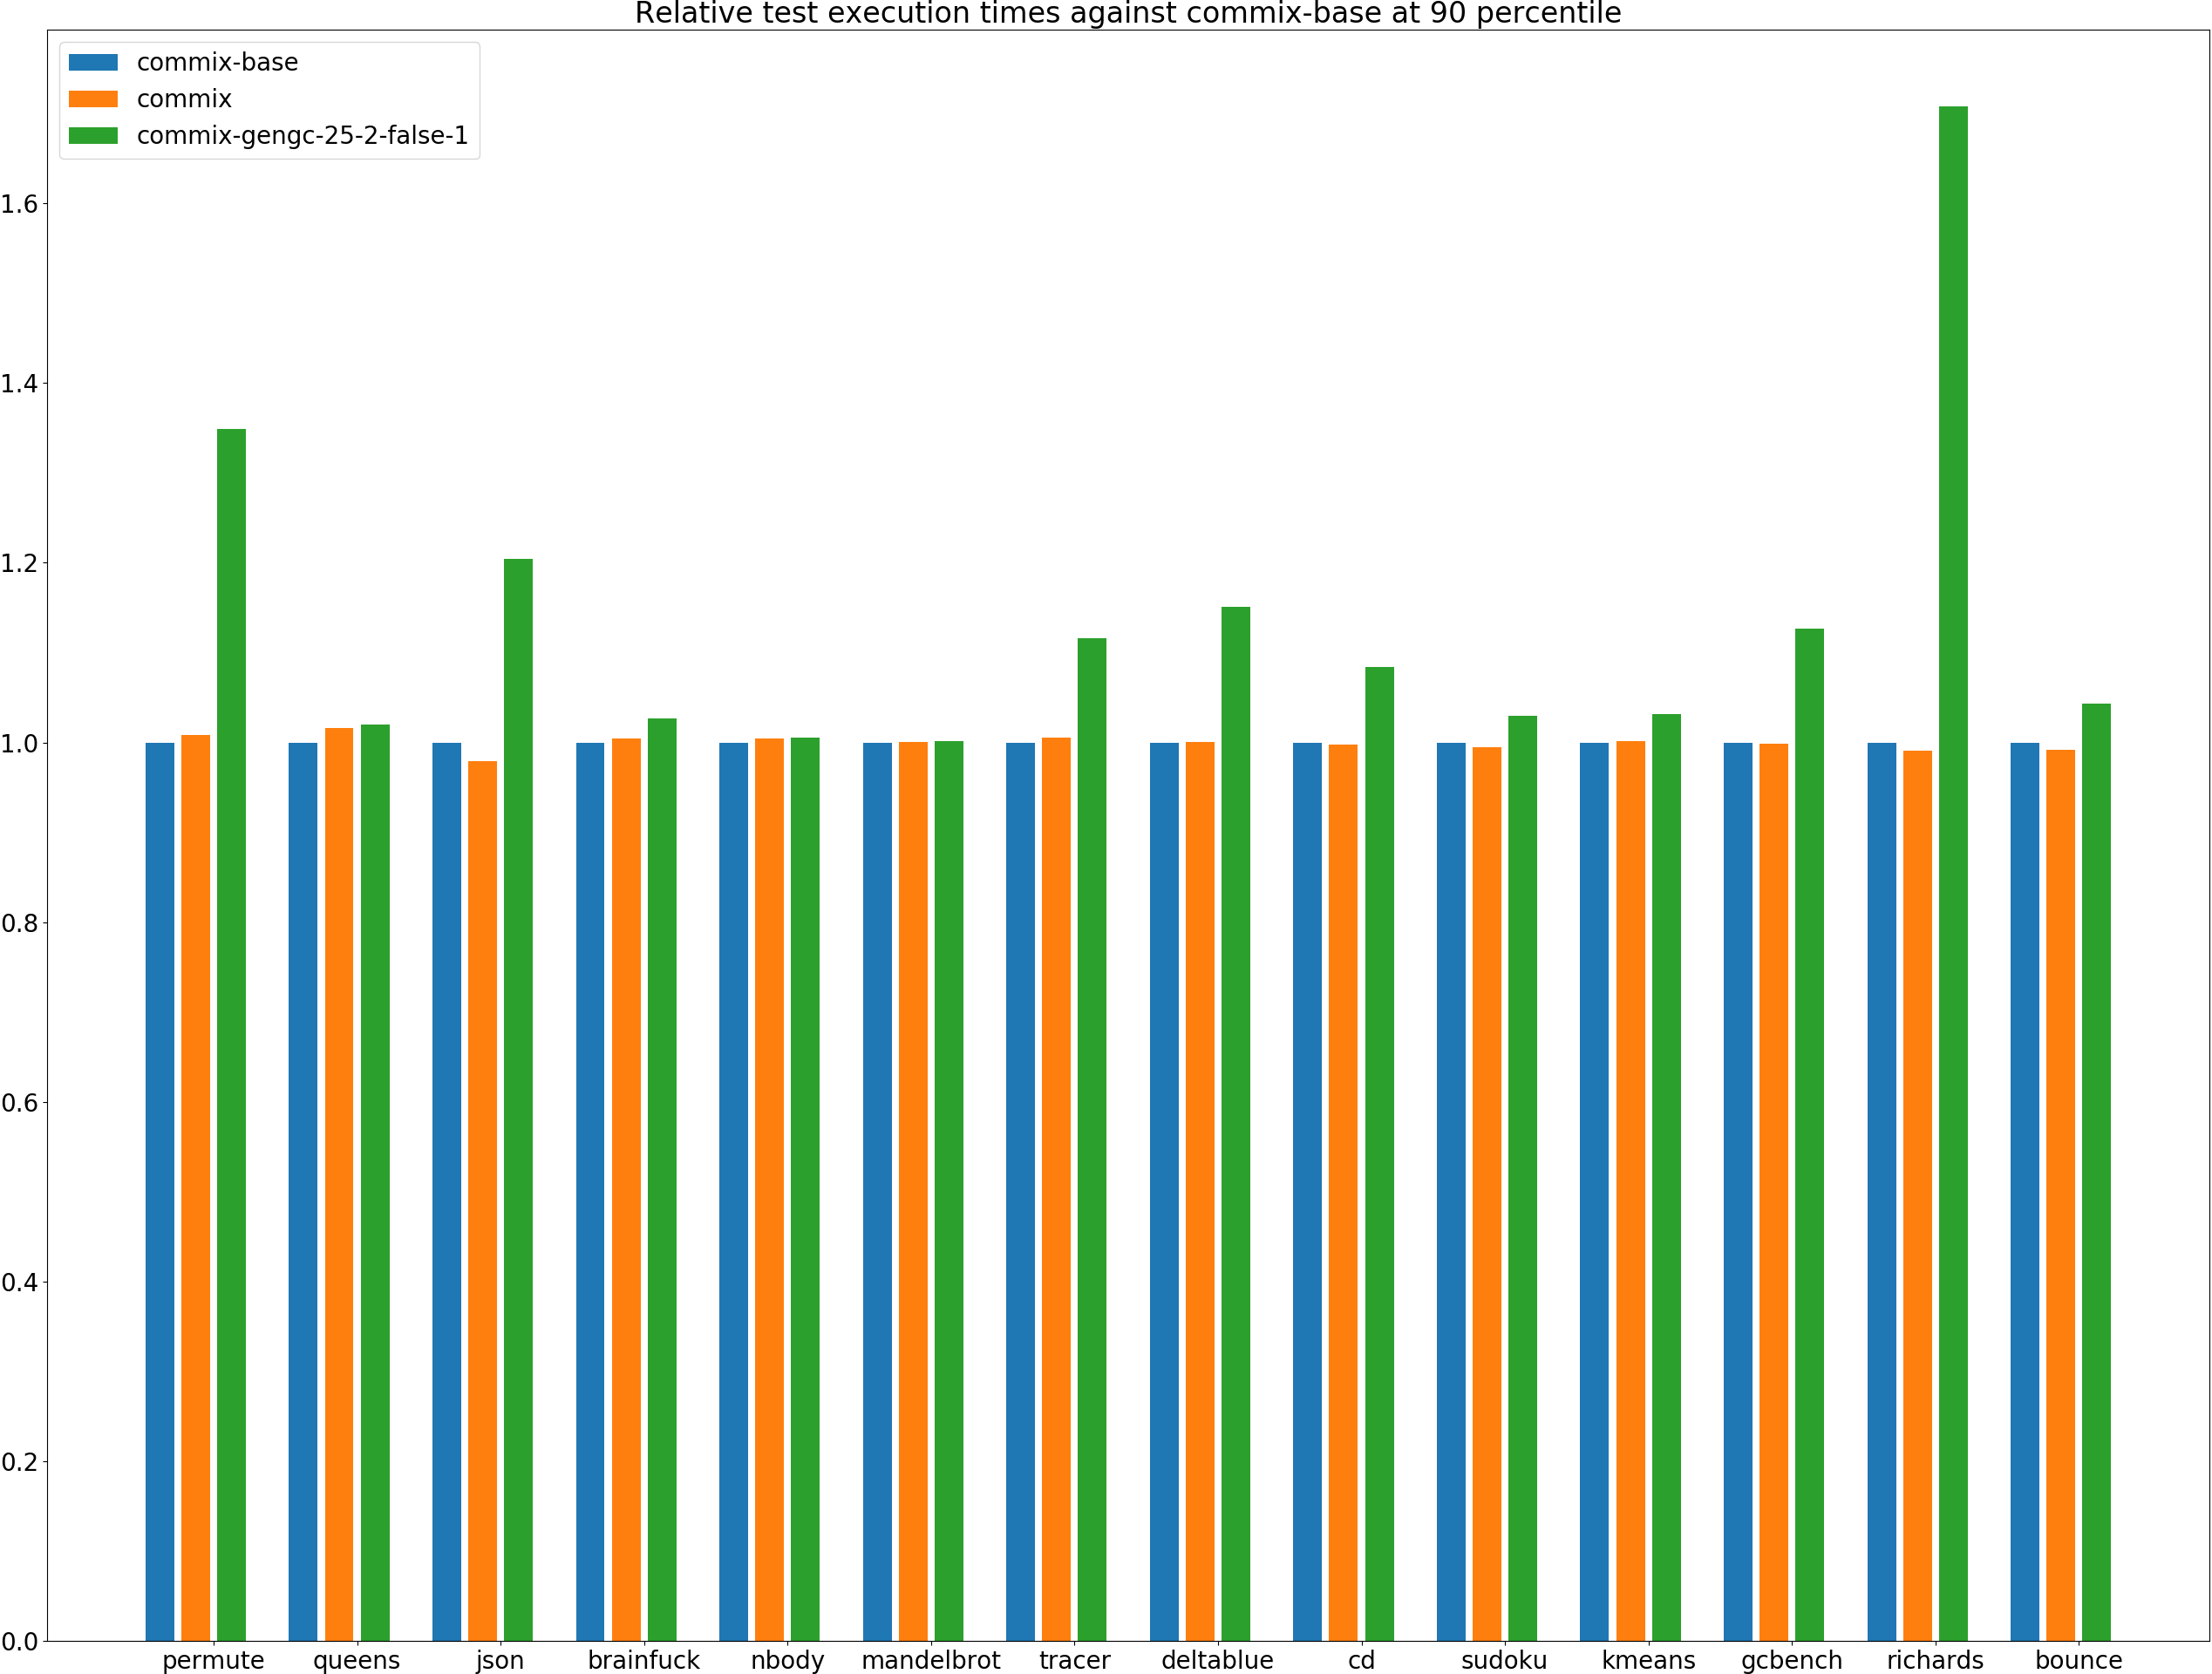 Relative test execution times against commix-base at 90 percentile
commix-base
commix
commix-gengc-25-2-false-1
1.6
1.4
1.2
1.0
0.8
0.6
0.4
0.2
0.0
permute queens json brainfuck nbody mandelbrot tracer deltablue cd sudoku kmeans gcbench richards bounce